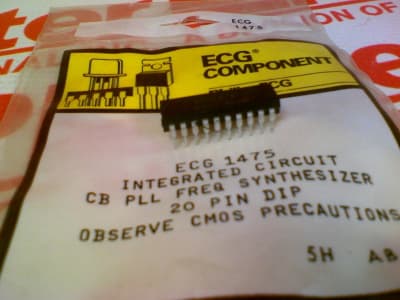 ECG
1475
ECG®
COMPONENT
ECG
ECG 1475
INTEGRATED CIRCUIT
CB PLL FREQ SYNTHESIZER
20 PIN DIP
OBSERVE CMOS PRECAUTIONS
5H AB